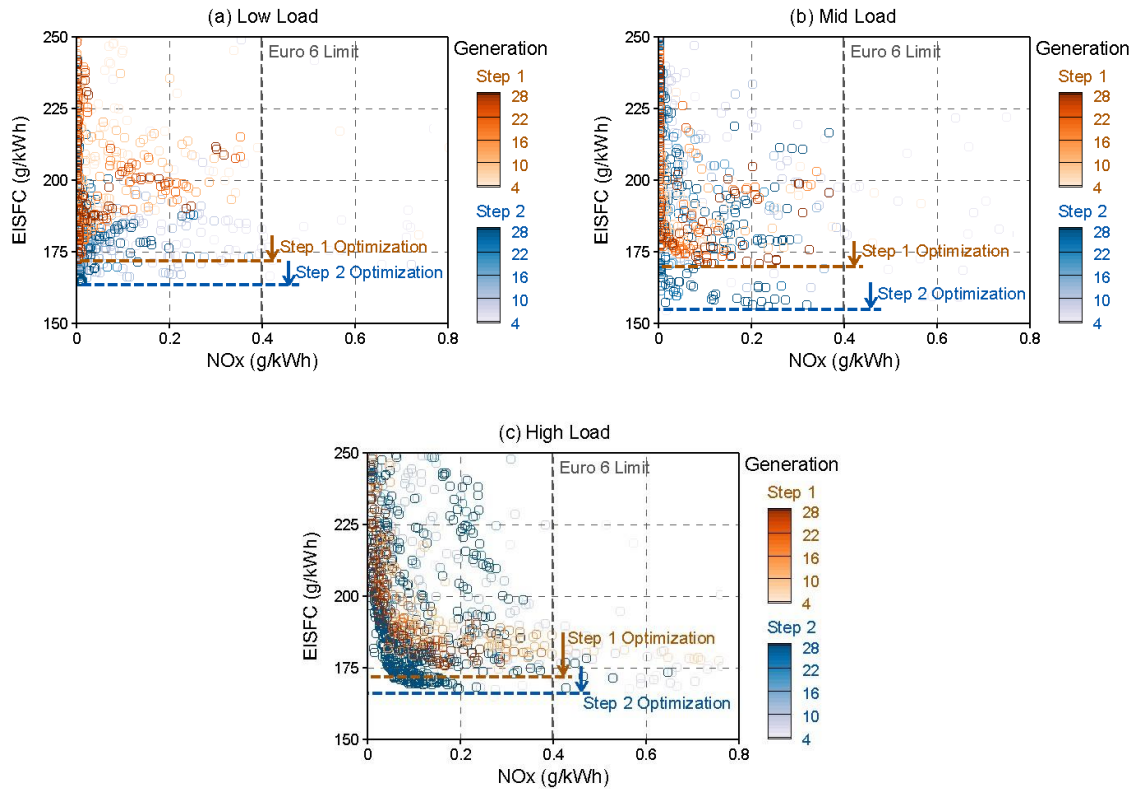 (a) Low Load
250
225
200
175
150
EISFC (g/kWh)
0
0.2
0.4
0.6
0.8
NOx (g/kWh)
Euro 6 Limit
Step 1 Optimization
Step 2 Optimization
Generation
Step 1
28
22
16
10
4
Step 2
28
22
16
10
4
(b) Mid Load
250
225
200
175
150
EISFC (g/kWh)
0
0.2
0.4
0.6
0.8
NOx (g/kWh)
Euro 6 Limit
Step 1 Optimization
Step 2 Optimization
Generation
Step 1
28
22
16
10
4
Step 2
28
22
16
10
4
(c) High Load
250
225
200
175
150
EISFC (g/kWh)
0
0.2
0.4
0.6
0.8
NOx (g/kWh)
Euro 6 Limit
Step 1 Optimization
Step 2 Optimization
Generation
Step 1
28
22
16
10
4
Step 2
28
22
16
10
4